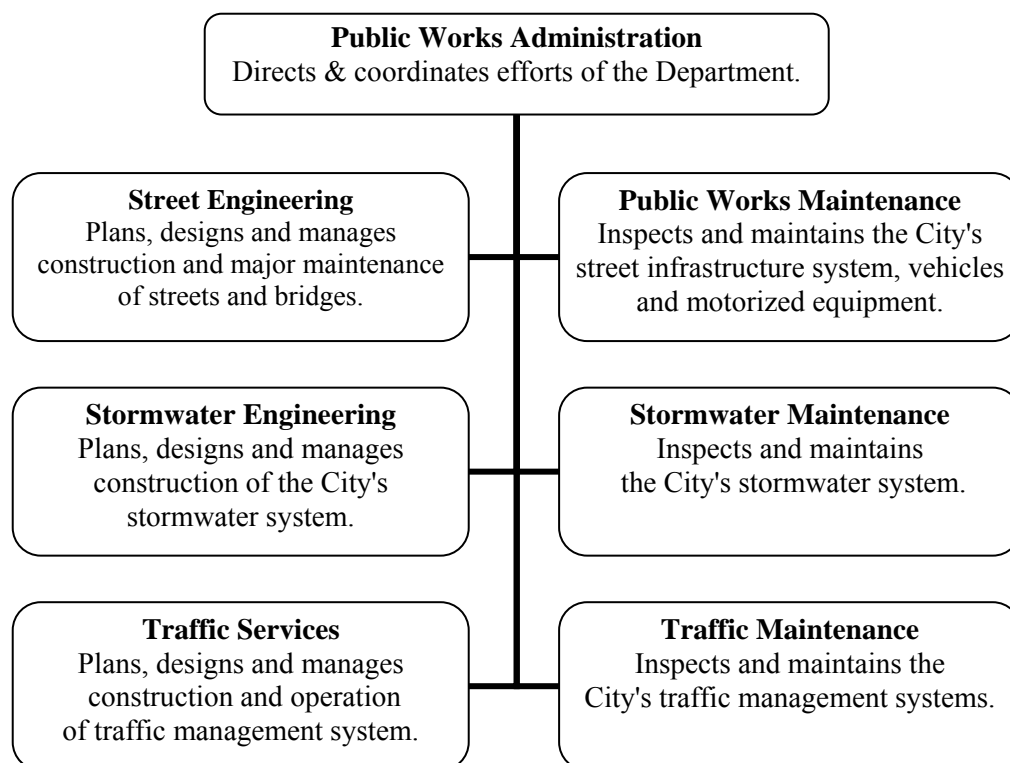 Public Works Administration
Directs & coordinates efforts of the Department.
Street Engineering
Plans, designs and manages
construction and major maintenance
of streets and bridges.
Public Works Maintenance
Inspects and maintains the City's
street infrastructure system, vehicles
and motorized equipment.
Stormwater Engineering
Plans, designs and manages
construction of the City's
stormwater system.
Stormwater Maintenance
Inspects and maintains
the City's stormwater system.
Traffic Services
Plans, designs and manages
construction and operation
of traffic management system.
Traffic Maintenance
Inspects and maintains the
City's traffic management systems.